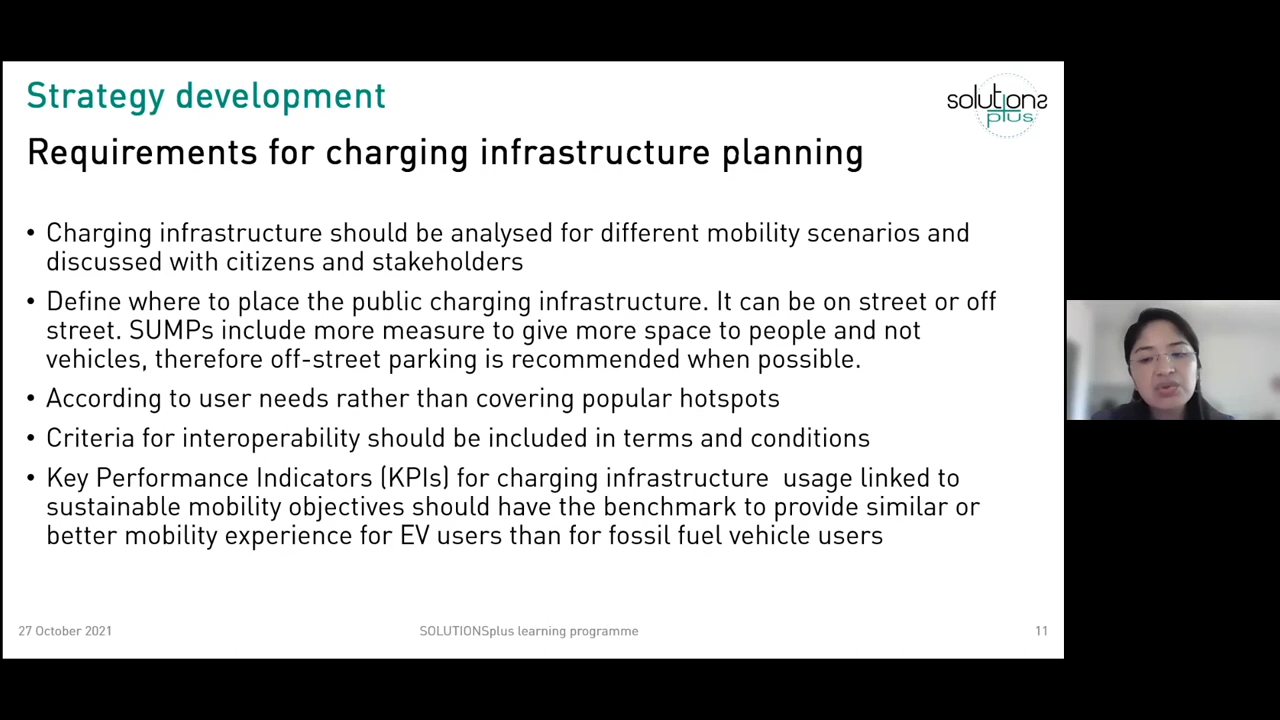 Strategy development
solutions
plus
Requirements for charging infrastructure planning
• Charging infrastructure should be analysed for different mobility scenarios and
discussed with citizens and stakeholders
• Define where to place the public charging infrastructure. It can be on street or off
street. SUMPs include more measure to give more space to people and not
vehicles, therefore off-street parking is recommended when possible.
• According to user needs rather than covering popular hotspots
• Criteria for interoperability should be included in terms and conditions
• Key Performance Indicators (KPIs) for charging infrastructure  usage linked to
sustainable mobility objectives should have the benchmark to provide similar or
better mobility experience for EV users than for fossil fuel vehicle users
27 October 2021
SOLUTIONSplus learning programme
11